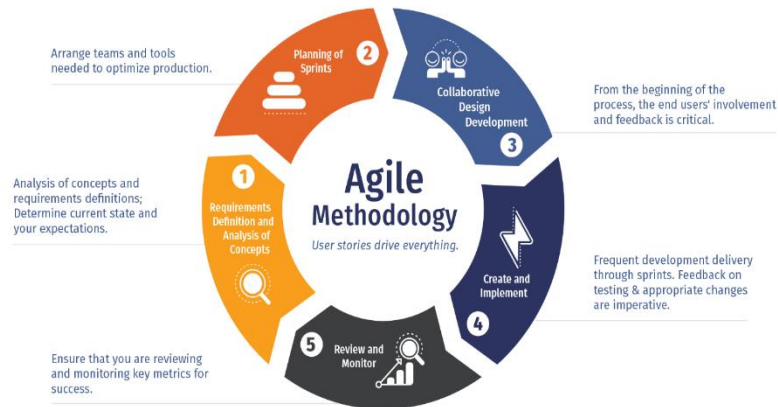 Agile
Methodology
User stories drive everything.
1
Requirements
Definition and
Analysis of
Concepts
Analysis of concepts and
requirements definitions;
Determine current state and
your expectations.
2
Planning of
Sprints
Arrange teams and tools
needed to optimize production.
Collaborative
Design
Development
3
From the beginning of the
process, the end users' involvement
and feedback is critical.
Create and
Implement
4
Frequent development delivery
through sprints. Feedback on
testing & appropriate changes
are imperative.
5
Review and
Monitor
Ensure that you are reviewing
and monitoring key metrics for
success.